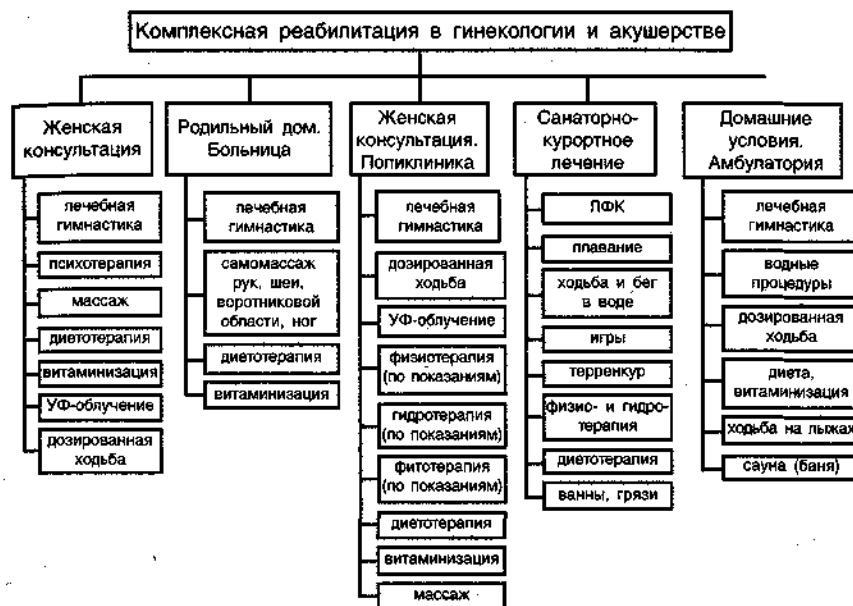 Комплексная реабилитация в гинекологии и акушерстве
Женская
консультация
лечебная
гимнастика
психотерапия
массаж
диетотерапия
витаминизация
УФ-облучение
дозированная
ходьба
Родильный дом.
Больница
лечебная
гимнастика
самомассаж
рук, шеи,
воротниковой
области, ног
диетотерапия
витаминизация
Женская
консультация.
Поликлиника
лечебная
гимнастика
дозированная
ходьба
УФ-облучение
физиотерапия
(по показаниям)
гидротерапия
(по показаниям)
фитотерапия
(по показаниям)
диетотерапия
витаминизация
массаж
Санаторно-
курортное
лечение
ЛФК
плавание
ходьба и бег
в воде
игры
терренкур
физио- и гидро-
терапия
диетотерапия
ванны, грязи
Домашние
условия.
Амбулатория
лечебная
гимнастика
водные
процедуры
дозированная
ходьба
диета,
витаминизация
ходьба на лыжах
сауна (баня)